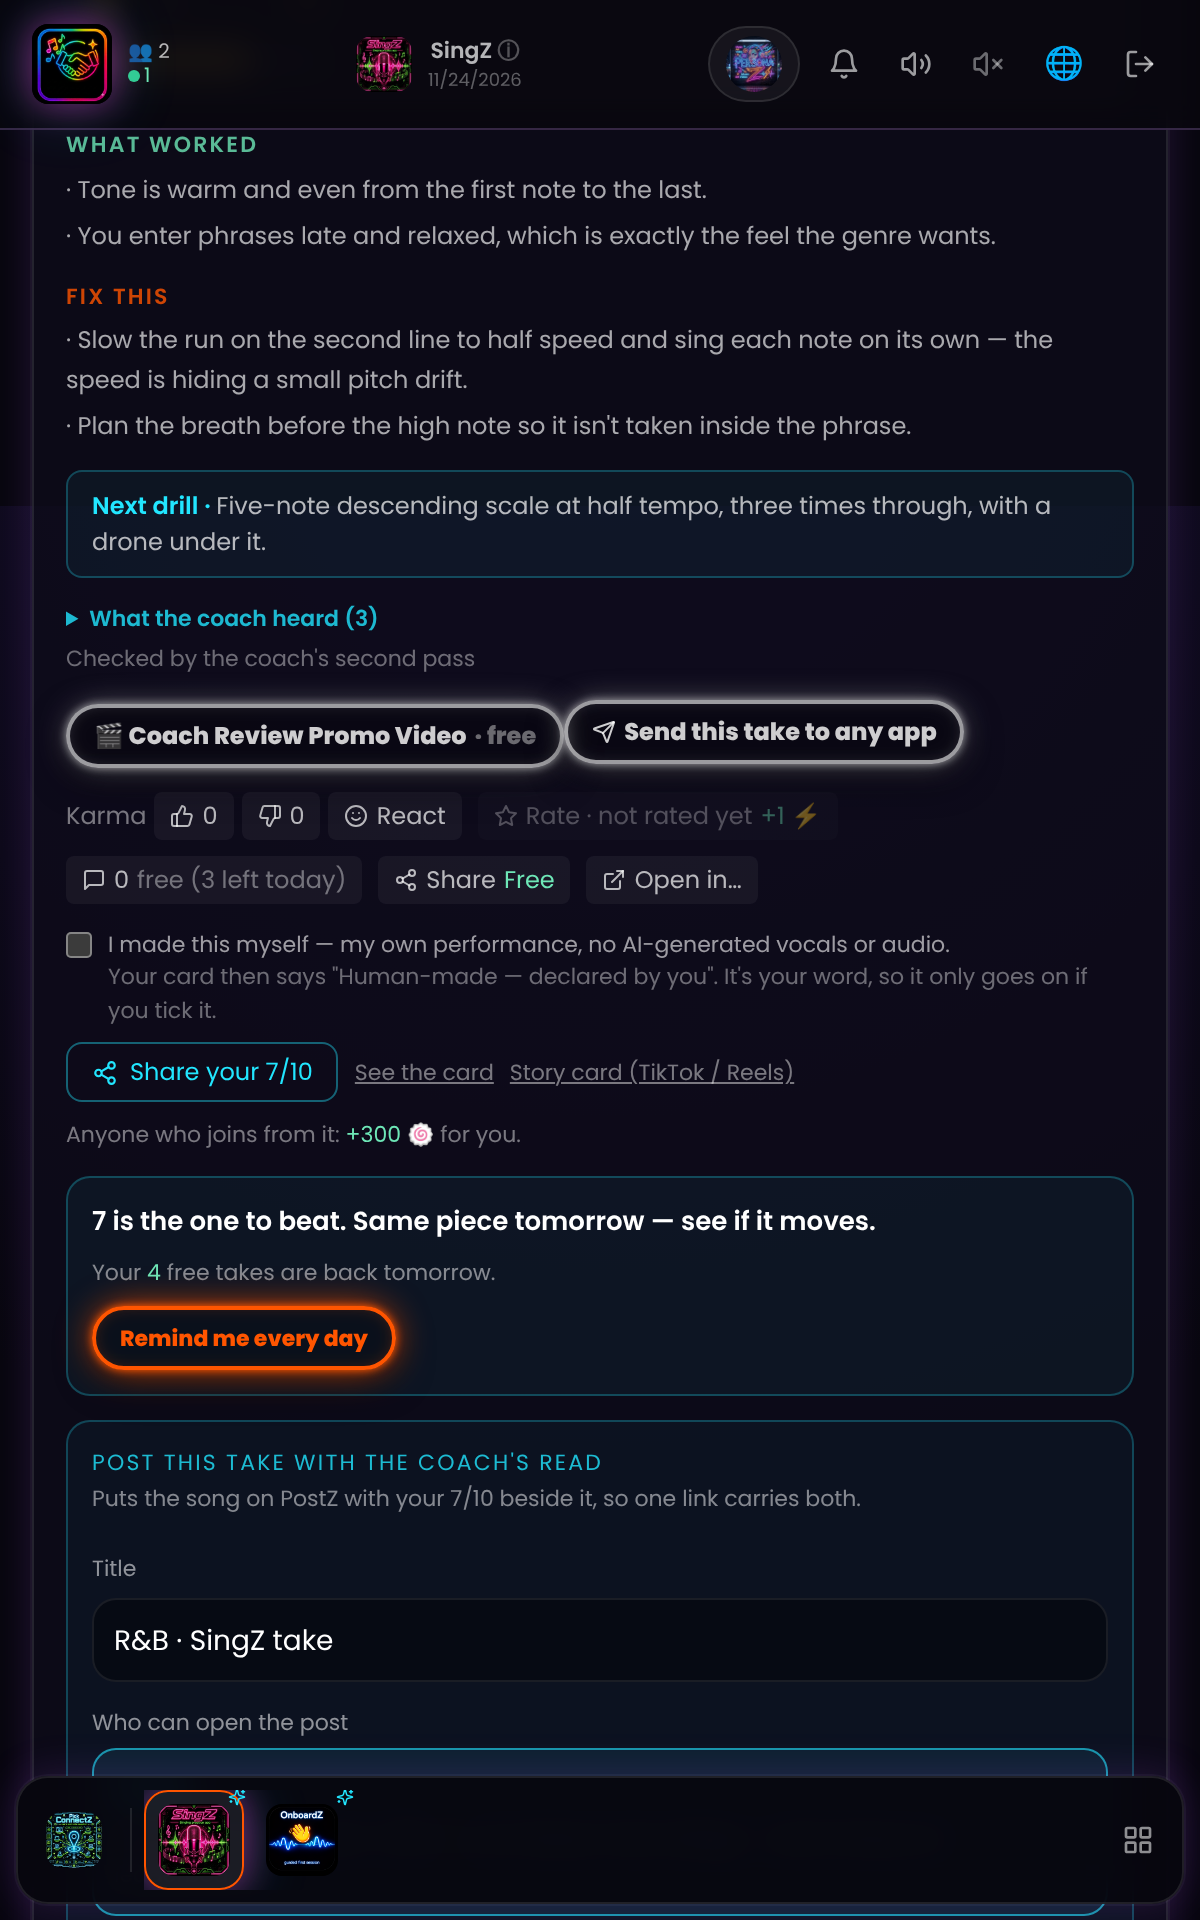 2
1
SingZ
11/24/2026
WHAT WORKED
· Tone is warm and even from the first note to the last.
· You enter phrases late and relaxed, which is exactly the feel the genre wants.
FIX THIS
· Slow the run on the second line to half speed and sing each note on its own — the
speed is hiding a small pitch drift.
· Plan the breath before the high note so it isn't taken inside the phrase.
Next drill · Five-note descending scale at half tempo, three times through, with a
drone under it.
What the coach heard (3)
Checked by the coach's second pass
Coach Review Promo Video · free
Send this take to any app
Karma 0 0 React Rate · not rated yet +1
0 free (3 left today) Share Free Open in...
I made this myself — my own performance, no AI-generated vocals or audio.
Your card then says "Human-made — declared by you". It's your word, so it only goes on if
you tick it.
Share your 7/10 See the card Story card (TikTok / Reels)
Anyone who joins from it: +300 for you.
7 is the one to beat. Same piece tomorrow — see if it moves.
Your 4 free takes are back tomorrow.
Remind me every day
POST THIS TAKE WITH THE COACH'S READ
Puts the song on PostZ with your 7/10 beside it, so one link carries both.
Title
R&B · SingZ take
Who can open the post
ConnectZ
SingZ
OnboardZ
guided first session